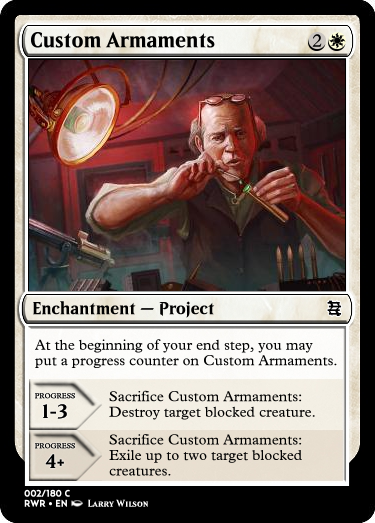 Custom Armaments 2
Enchantment — Project
At the beginning of your end step, you may
put a progress counter on Custom Armaments.
PROGRESS
1-3
Sacrifice Custom Armaments:
Destroy target blocked creature.
PROGRESS
4+
Sacrifice Custom Armaments:
Exile up to two target blocked
creatures.
002/180 C
RWR • EN Larry Wilson